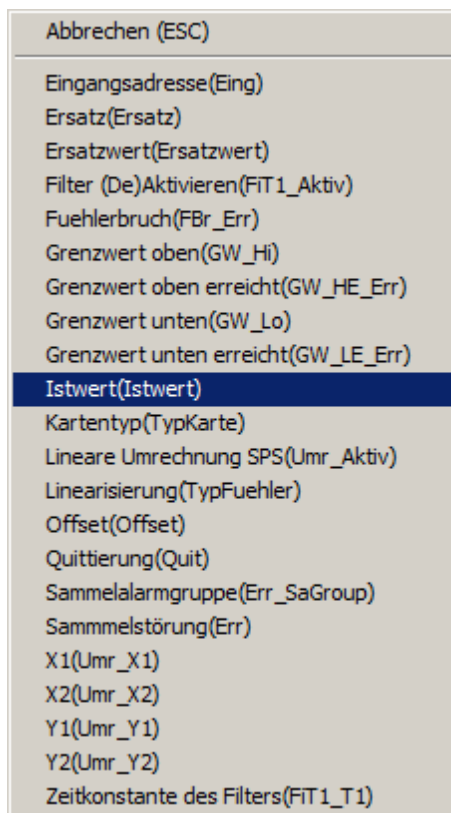 Abbrechen (ESC)
Eingangsadresse(Eing)
Ersatz(Ersatz)
Ersatzwert(Ersatzwert)
Filter (De)Aktivieren(FiT1_Aktiv)
Fuehlerbruch(FBr_Err)
Grenzwert oben(GW_Hi)
Grenzwert oben erreicht(GW_HE_Err)
Grenzwert unten(GW_Lo)
Grenzwert unten erreicht(GW_LE_Err)
Istwert(Istwert)
Kartentyp(TypKarte)
Lineare Umrechnung SPS(Umr_Aktiv)
Linearisierung(TypFuehler)
Offset(Offset)
Quittierung(Quit)
Sammelalarmgruppe(Err_SaGroup)
Sammmelstörung(Err)
X1(Umr_X1)
X2(Umr_X2)
Y1(Umr_Y1)
Y2(Umr_Y2)
Zeitkonstante des Filters(FiT1_T1)